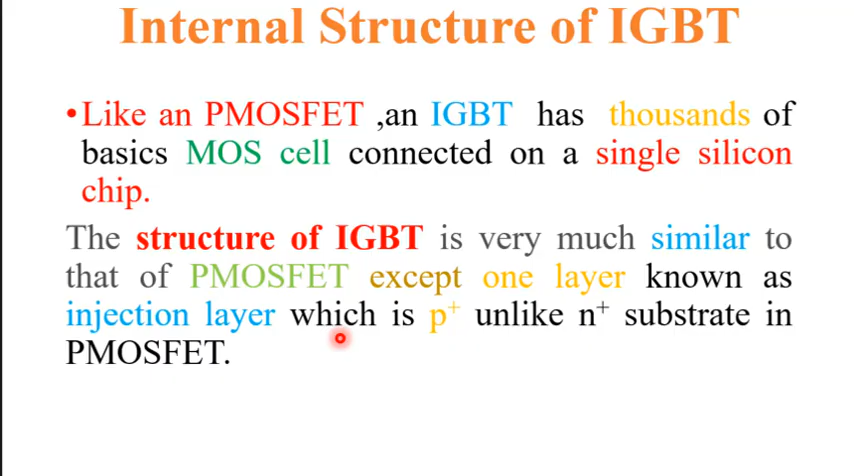 Internal Structure of IGBT
•Like an PMOSFET ,an IGBT has thousands of
basics MOS cell connected on a single silicon
chip.
The structure of IGBT is very much similar to
that of PMOSFET except one layer known as
injection layer which is p⁺ unlike n⁺ substrate in
PMOSFET.